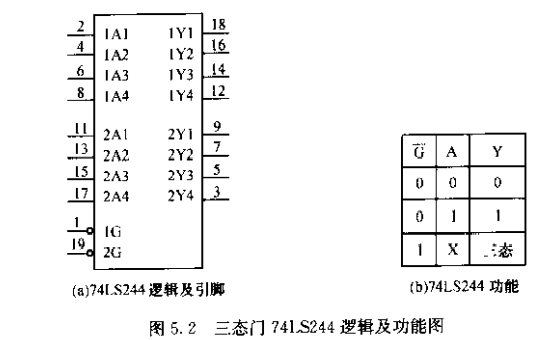 2 1A1 1Y1 18
4 1A2 1Y2 16
6 1A3 1Y3 14
8 1A4 1Y4 12
11 2A1 2Y1 9
13 2A2 2Y2 7
15 2A3 2Y3 5
17 2A4 2Y4 3
1 1G
19 2G
(a)74LS244 逻辑及引脚
G̅ A Y
0 0 0
0 1 1
1 X 三态
(b)74LS244 功能
图 5.2 三态门 74LS244 逻辑及功能图